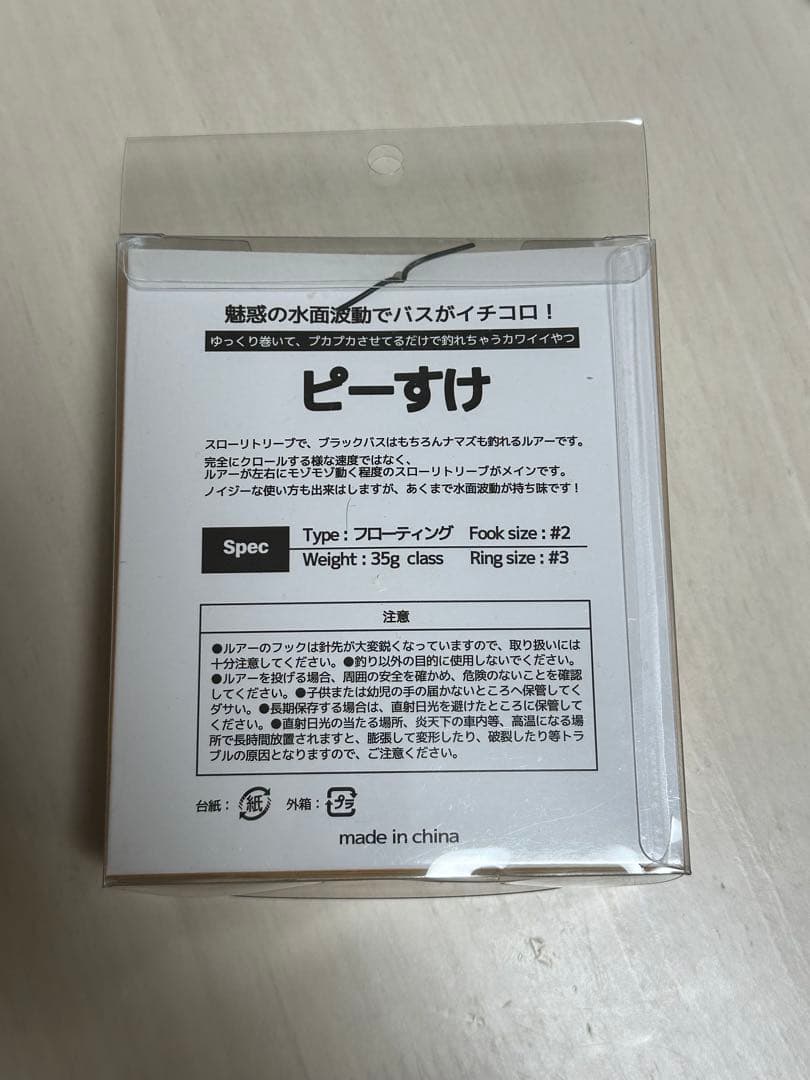 魅惑の水面波動でバスがイチコロ！
ゆっくり巻いて、プカプカさせてるだけで釣れちゃうカワイイやつ
ピーすけ
スローリトリーブで、ブラックバスはもちろんナマズも釣れるルアーです。
完全にクロールする様な速度ではなく、
ルアーが左右にモゾモゾ動く程度のスローリトリーブがメインです。
ノイジーな使い方も出来はしますが、あくまで水面波動が持ち味です！
Spec
Type : フローティング Fook size : #2
Weight : 35g class Ring size : #3
注意
●ルアーのフックは針先が大変鋭くなっていますので、取り扱いには
十分注意してください。●釣り以外の目的に使用しないでください。
●ルアーを投げる場合、周囲の安全を確かめ、危険のないことを確認
してください。●子供または幼児の手の届かないところへ保管してく
ダサい。●長期保存する場合は、直射日光を避けたところに保管して
ください。●直射日光の当たる場所、炎天下の車内等、高温になる場
所で長時間放置されますと、膨張して変形したり、破裂したり等トラ
ブルの原因となりますので、ご注意ください。
台紙： 紙 外箱： プラ
made in china